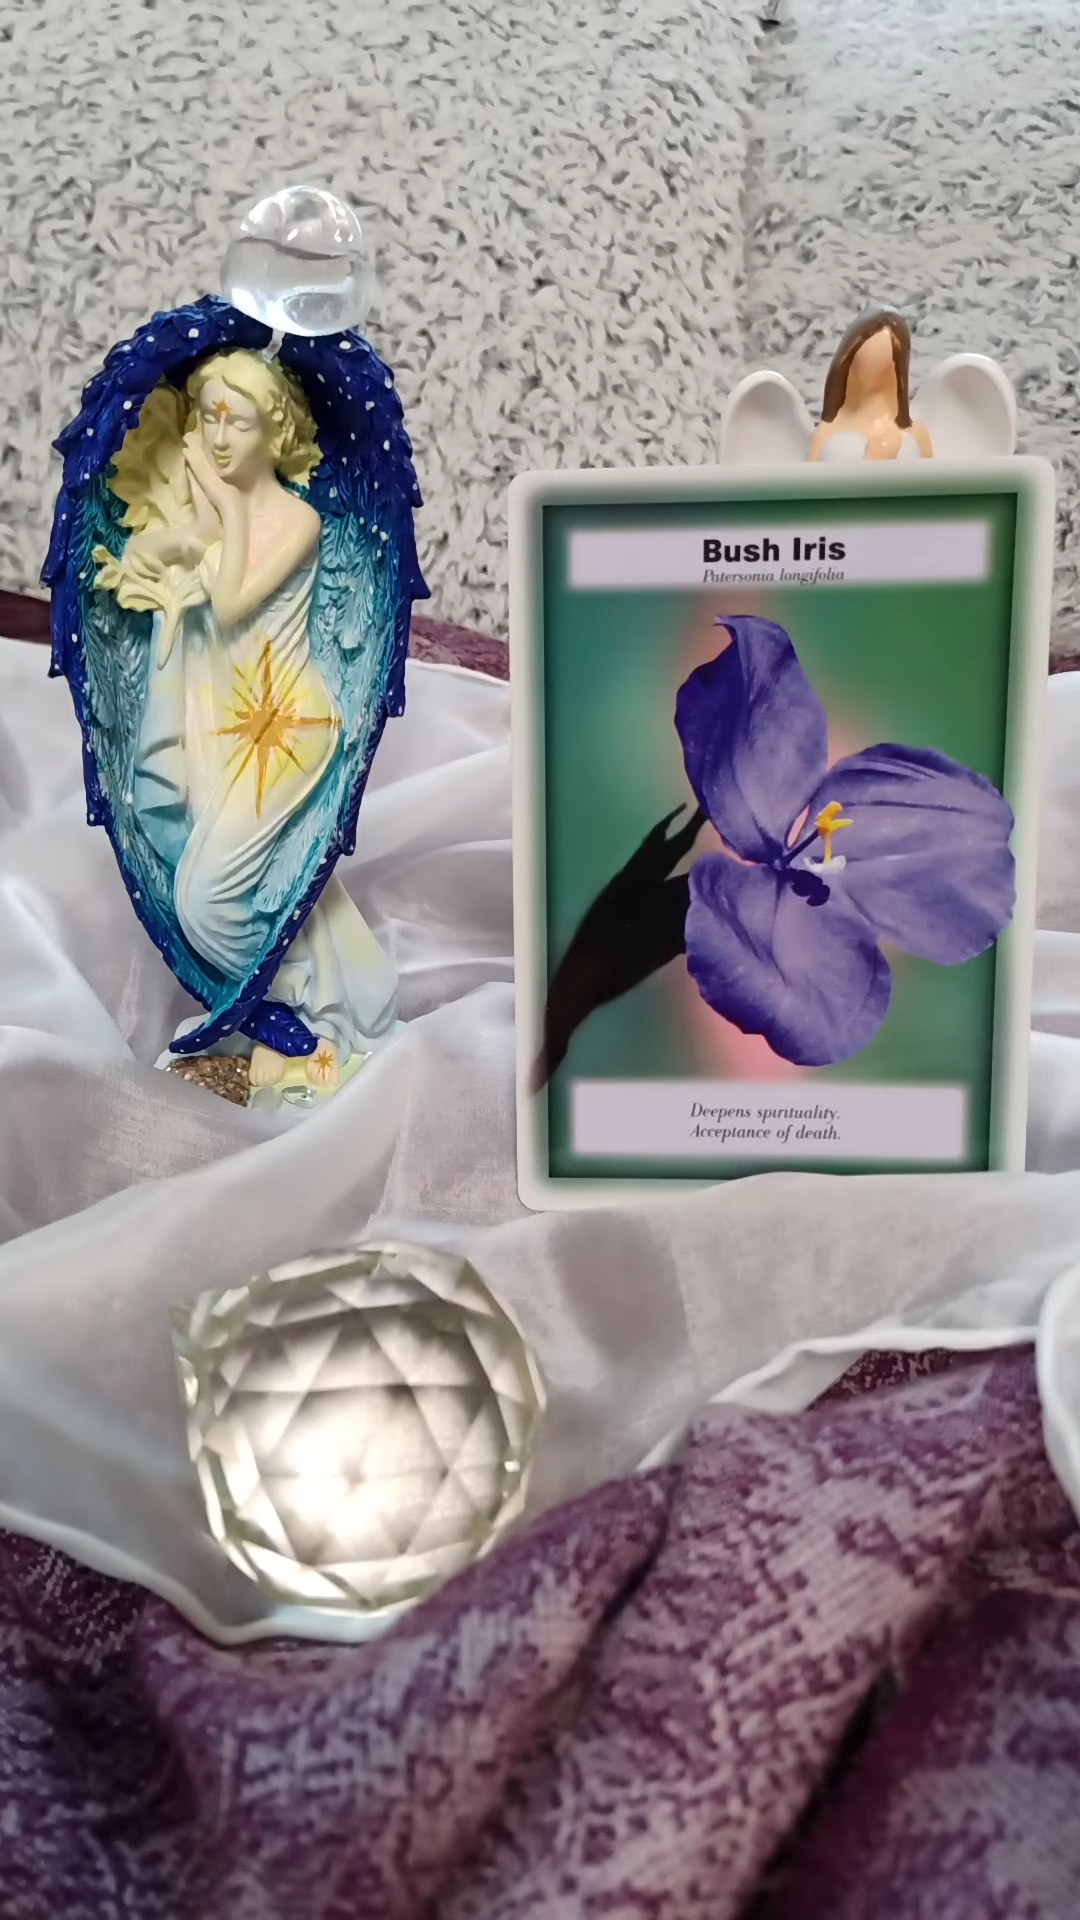 Bush Iris
Patersonia longifolia
Deepens spirituality.
Acceptance of death.